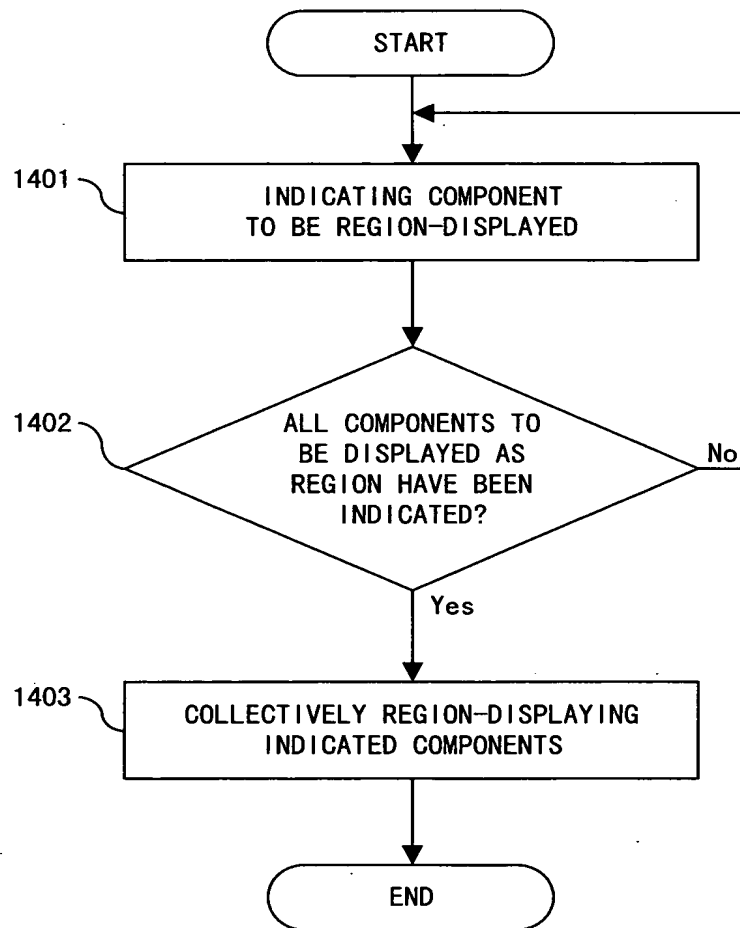 START
1401
INDICATING COMPONENT
TO BE REGION-DISPLAYED
1402
ALL COMPONENTS TO
BE DISPLAYED AS
REGION HAVE BEEN
INDICATED?
No
Yes
1403
COLLECTIVELY REGION-DISPLAYING
INDICATED COMPONENTS
END